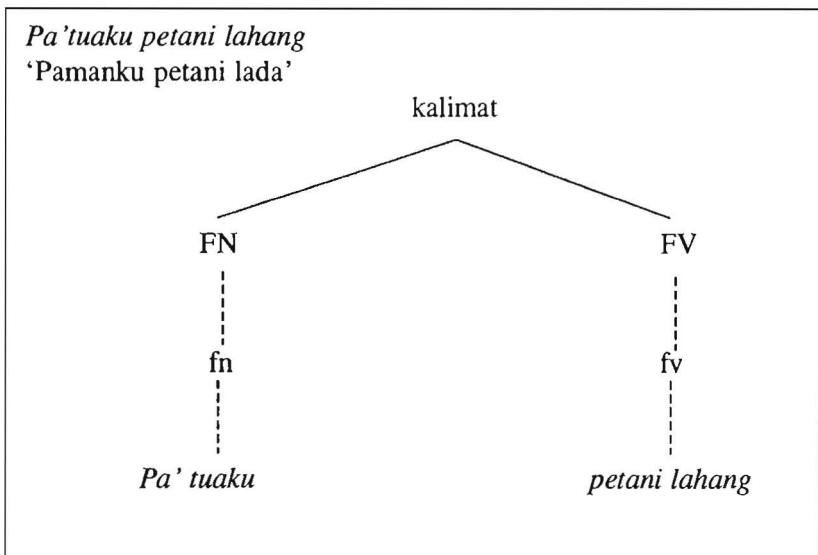 Pa'tuaku petani lahang
‘Pamanku petani lada’
kalimat
FN FV
fn fv
Pa' tuaku petani lahang